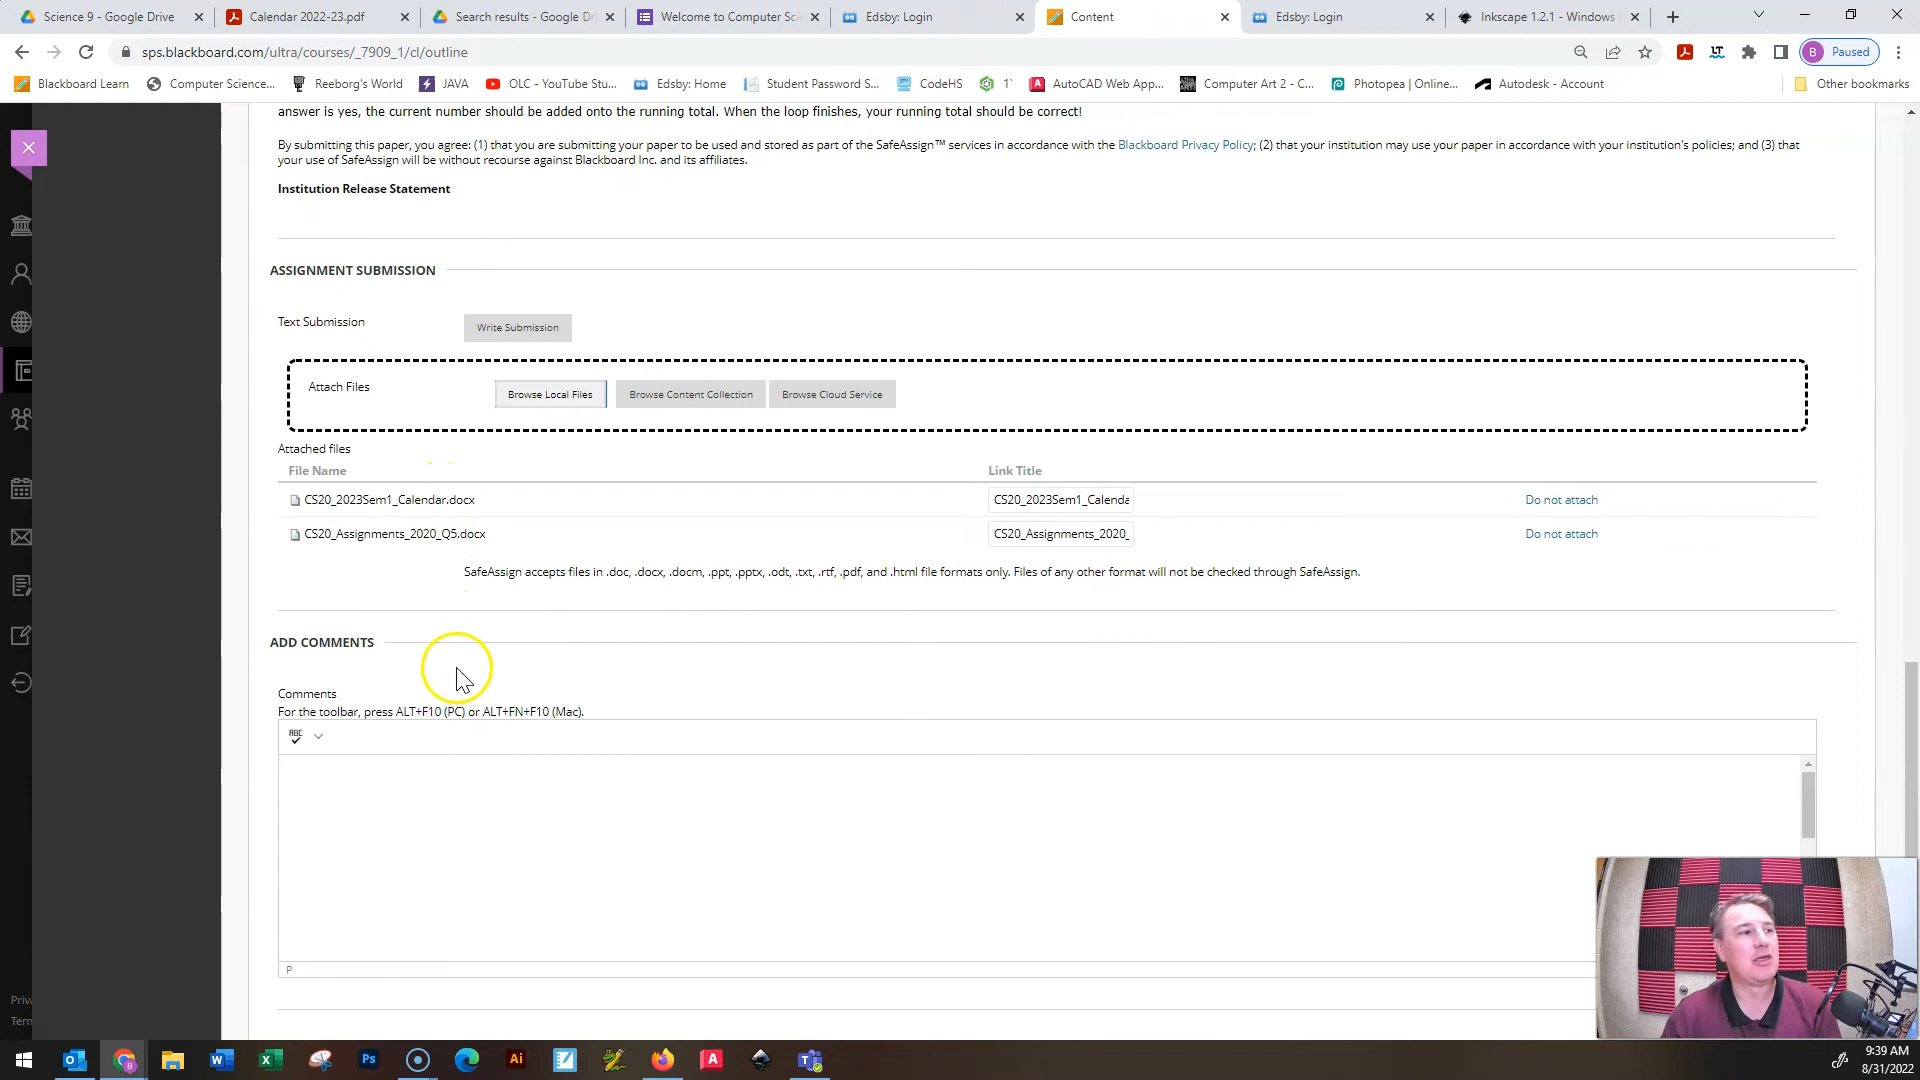 Science 9 - Google Drive
Calendar 2022-23.pdf
Search results - Google Dr
Welcome to Computer Sci
Edsby: Login
Content
Edsby: Login
Inkscape 1.2.1 - Windows
sps.blackboard.com/ultra/courses/_7909_1/cl/outline
B Paused
Blackboard Learn
Computer Science...
Reeborg's World
JAVA
OLC - YouTube Stu...
Edsby: Home
Student Password S...
CodeHS
1`
AutoCAD Web App...
Computer Art 2 - C...
Photopea | Online...
Autodesk - Account
Other bookmarks
answer is yes, the current number should be added onto the running total. When the loop finishes, your running total should be correct!
By submitting this paper, you agree: (1) that you are submitting your paper to be used and stored as part of the SafeAssign™ services in accordance with the Blackboard Privacy Policy; (2) that your institution may use your paper in accordance with your institution's policies; and (3) that
your use of SafeAssign will be without recourse against Blackboard Inc. and its affiliates.
Institution Release Statement
ASSIGNMENT SUBMISSION
Text Submission
Write Submission
Attach Files
Browse Local Files
Browse Content Collection
Browse Cloud Service
Attached files
File Name
Link Title
CS20_2023Sem1_Calendar.docx
CS20_2023Sem1_Calenda
Do not attach
CS20_Assignments_2020_Q5.docx
CS20_Assignments_2020_
Do not attach
SafeAssign accepts files in .doc, .docx, .docm, .ppt, .pptx, .odt, .txt, .rtf, .pdf, and .html file formats only. Files of any other format will not be checked through SafeAssign.
ADD COMMENTS
Comments
For the toolbar, press ALT+F10 (PC) or ALT+FN+F10 (Mac).
ABC
P
Priva
Tern
9:39 AM
8/31/2022